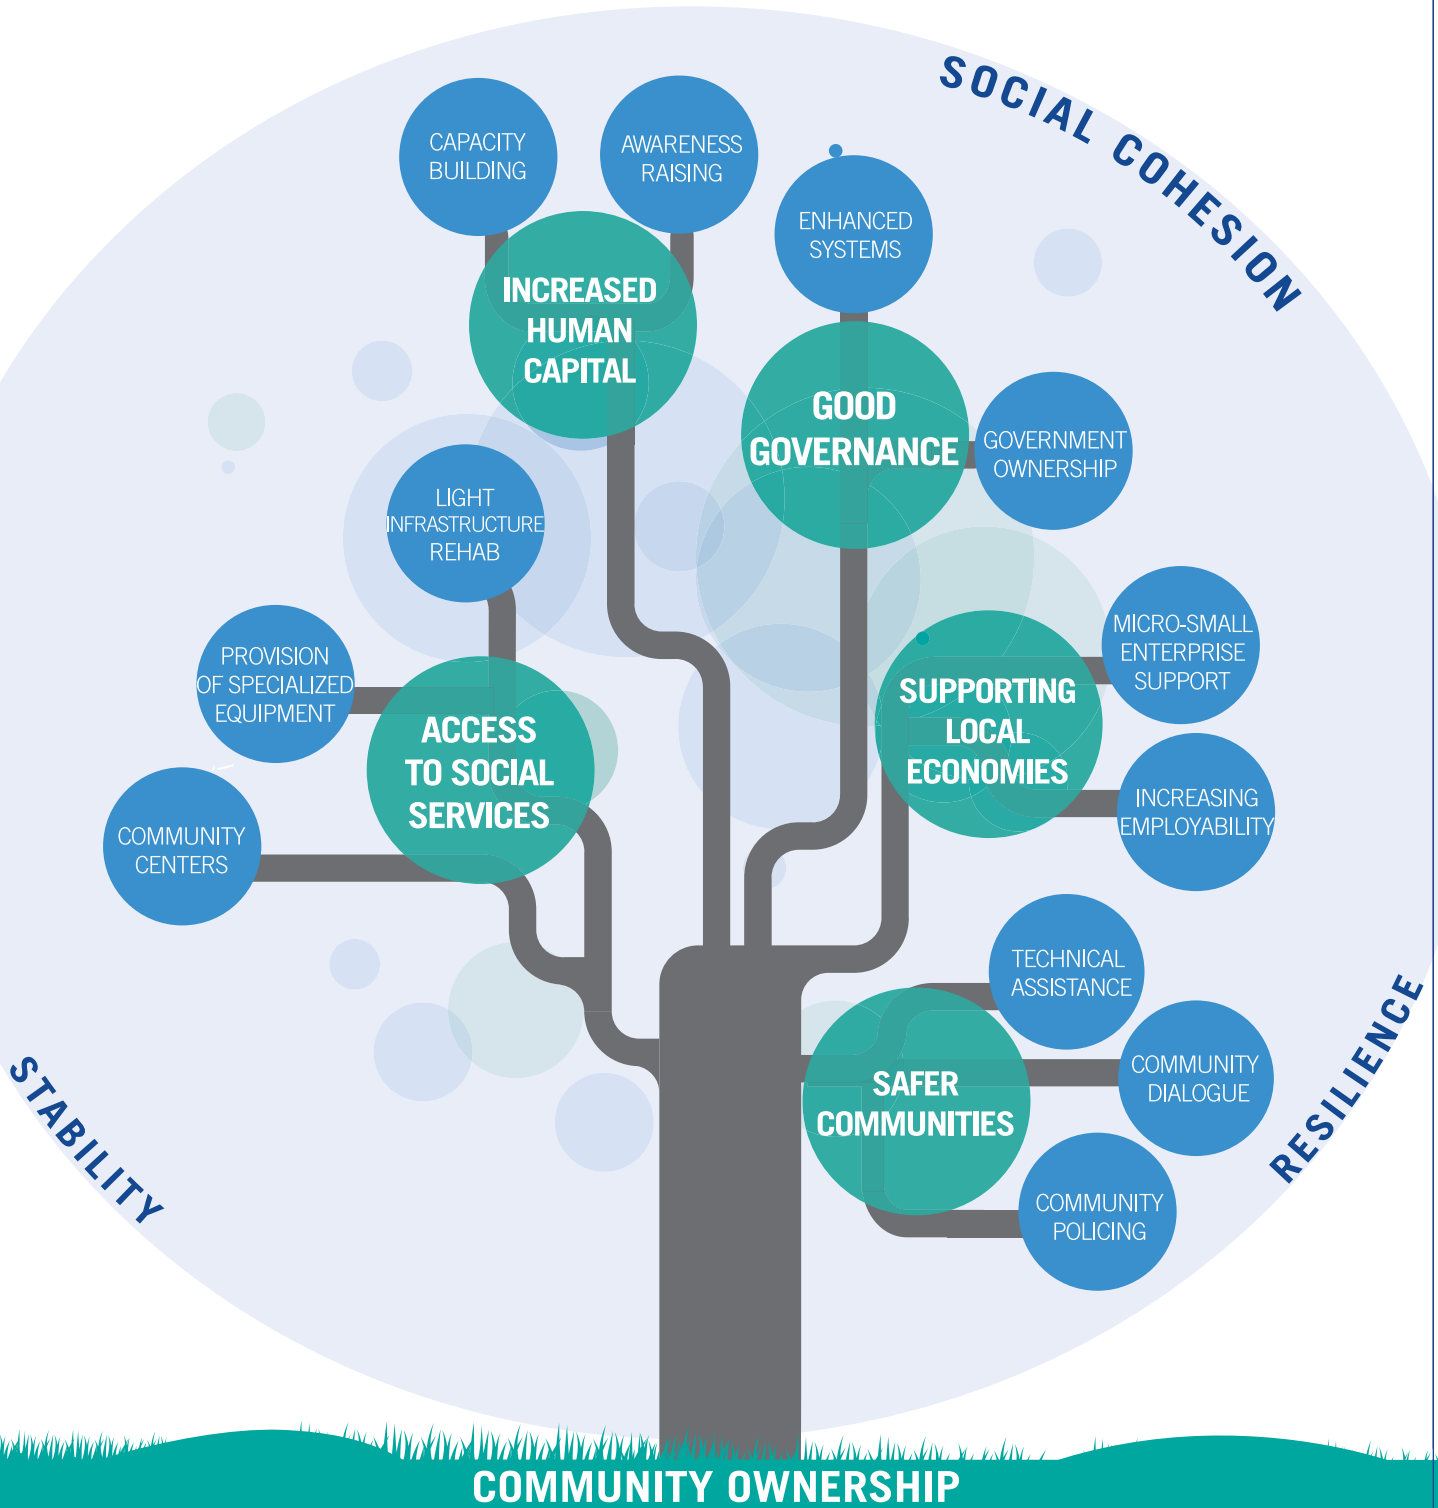 SOCIAL COHESION
CAPACITY
BUILDING
AWARENESS
RAISING
ENHANCED
SYSTEMS
INCREASED
HUMAN
CAPITAL
GOOD
GOVERNANCE
GOVERNMENT
OWNERSHIP
LIGHT
INFRASTRUCTURE
REHAB
PROVISION
OF SPECIALIZED
EQUIPMENT
ACCESS
TO SOCIAL
SERVICES
COMMUNITY
CENTERS
MICRO-SMALL
ENTERPRISE
SUPPORT
SUPPORTING
LOCAL
ECONOMIES
INCREASING
EMPLOYABILITY
TECHNICAL
ASSISTANCE
SAFER
COMMUNITIES
COMMUNITY
DIALOGUE
COMMUNITY
POLICING
STABILITY
RESILIENCE
COMMUNITY OWNERSHIP